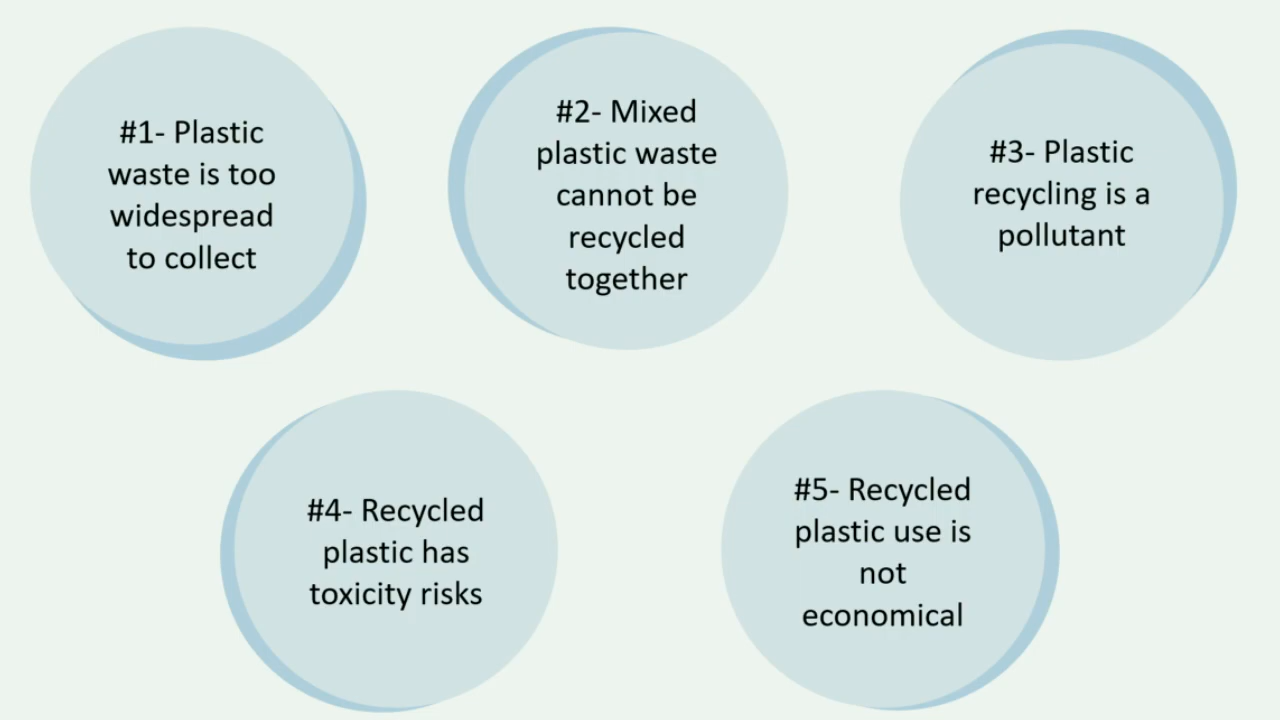 #1- Plastic
waste is too
widespread
to collect
#2- Mixed
plastic waste
cannot be
recycled
together
#3- Plastic
recycling is a
pollutant
#4- Recycled
plastic has
toxicity risks
#5- Recycled
plastic use is
not
economical